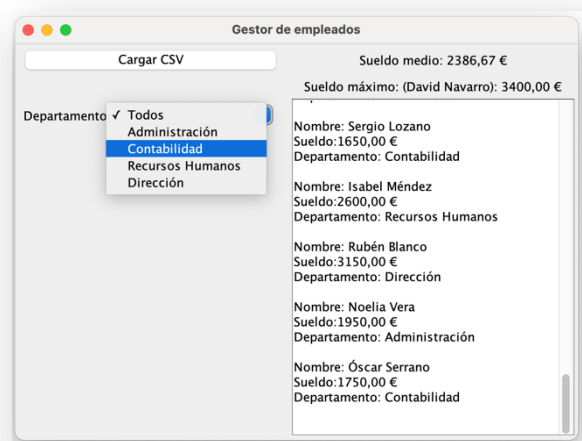 Gestor de empleados
Cargar CSV
Sueldo medio: 2386,67 €
Sueldo máximo: (David Navarro): 3400,00 €
Departamento
✓ Todos
Administración
Contabilidad
Recursos Humanos
Dirección
Nombre: Sergio Lozano
Sueldo:1650,00 €
Departamento: Contabilidad
Nombre: Isabel Méndez
Sueldo:2600,00 €
Departamento: Recursos Humanos
Nombre: Rubén Blanco
Sueldo:3150,00 €
Departamento: Dirección
Nombre: Noelia Vera
Sueldo:1950,00 €
Departamento: Administración
Nombre: Óscar Serrano
Sueldo:1750,00 €
Departamento: Contabilidad